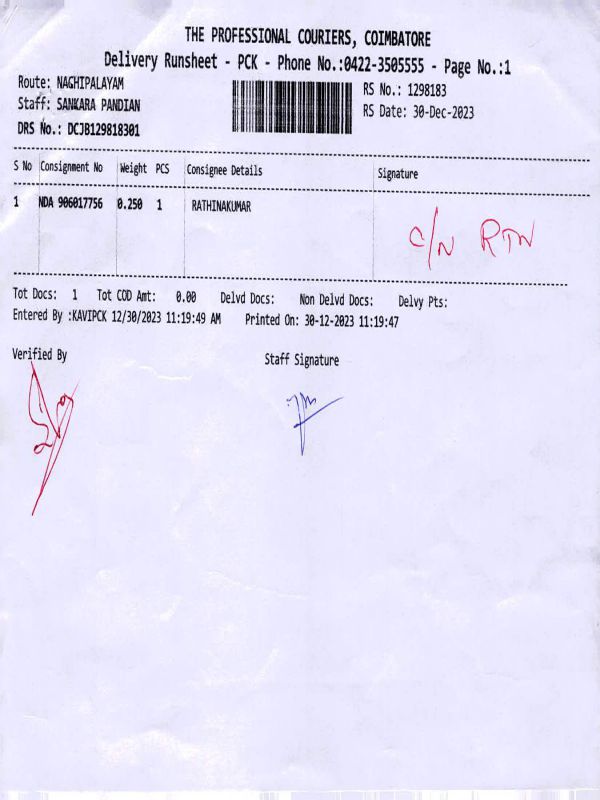 THE PROFESSIONAL COURIERS, COIMBATORE
Delivery Runsheet - PCK - Phone No.:0422-3505555 - Page No.:1
Route: NAGHIPALAYAM
Staff: SANKARA PANDIAN
DRS No.: DCJB129818301
RS No.: 1298183
RS Date: 30-Dec-2023
S No Consignment No Weight PCS Consignee Details Signature
1 NDA 906017756 0.250 1 RATHINAKUMAR C/N RTN
Tot Docs: 1 Tot COD Amt: 0.00 Delvd Docs: Non Delvd Docs: Delvy Pts:
Entered By :KAVIPCK 12/30/2023 11:19:49 AM Printed On: 30-12-2023 11:19:47
Verified By Staff Signature